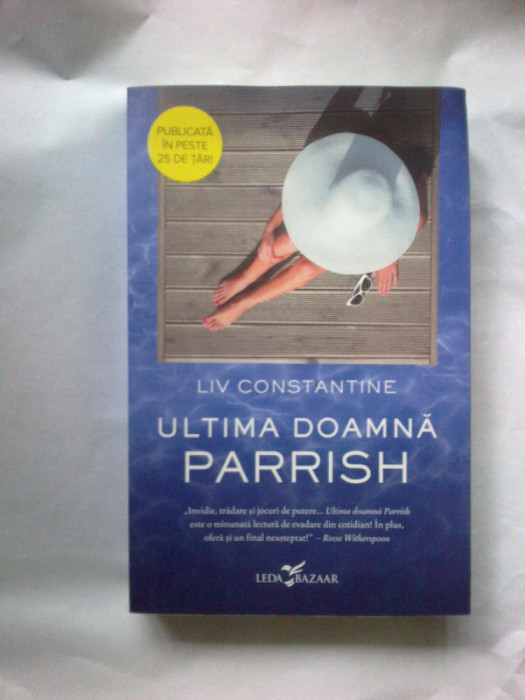 PUBLICATĂ
ÎN PESTE
25 DE ȚĂRI
LIV CONSTANTINE
ULTIMA DOAMNĂ
PARRISH
„Invidie, trădare și jocuri de putere... Ultima doamnă Parrish
este o minunată lectură de evadare din cotidian! În plus,
oferă și un final neașteptat!” – Reese Witherspoon
LEDA BAZAAR